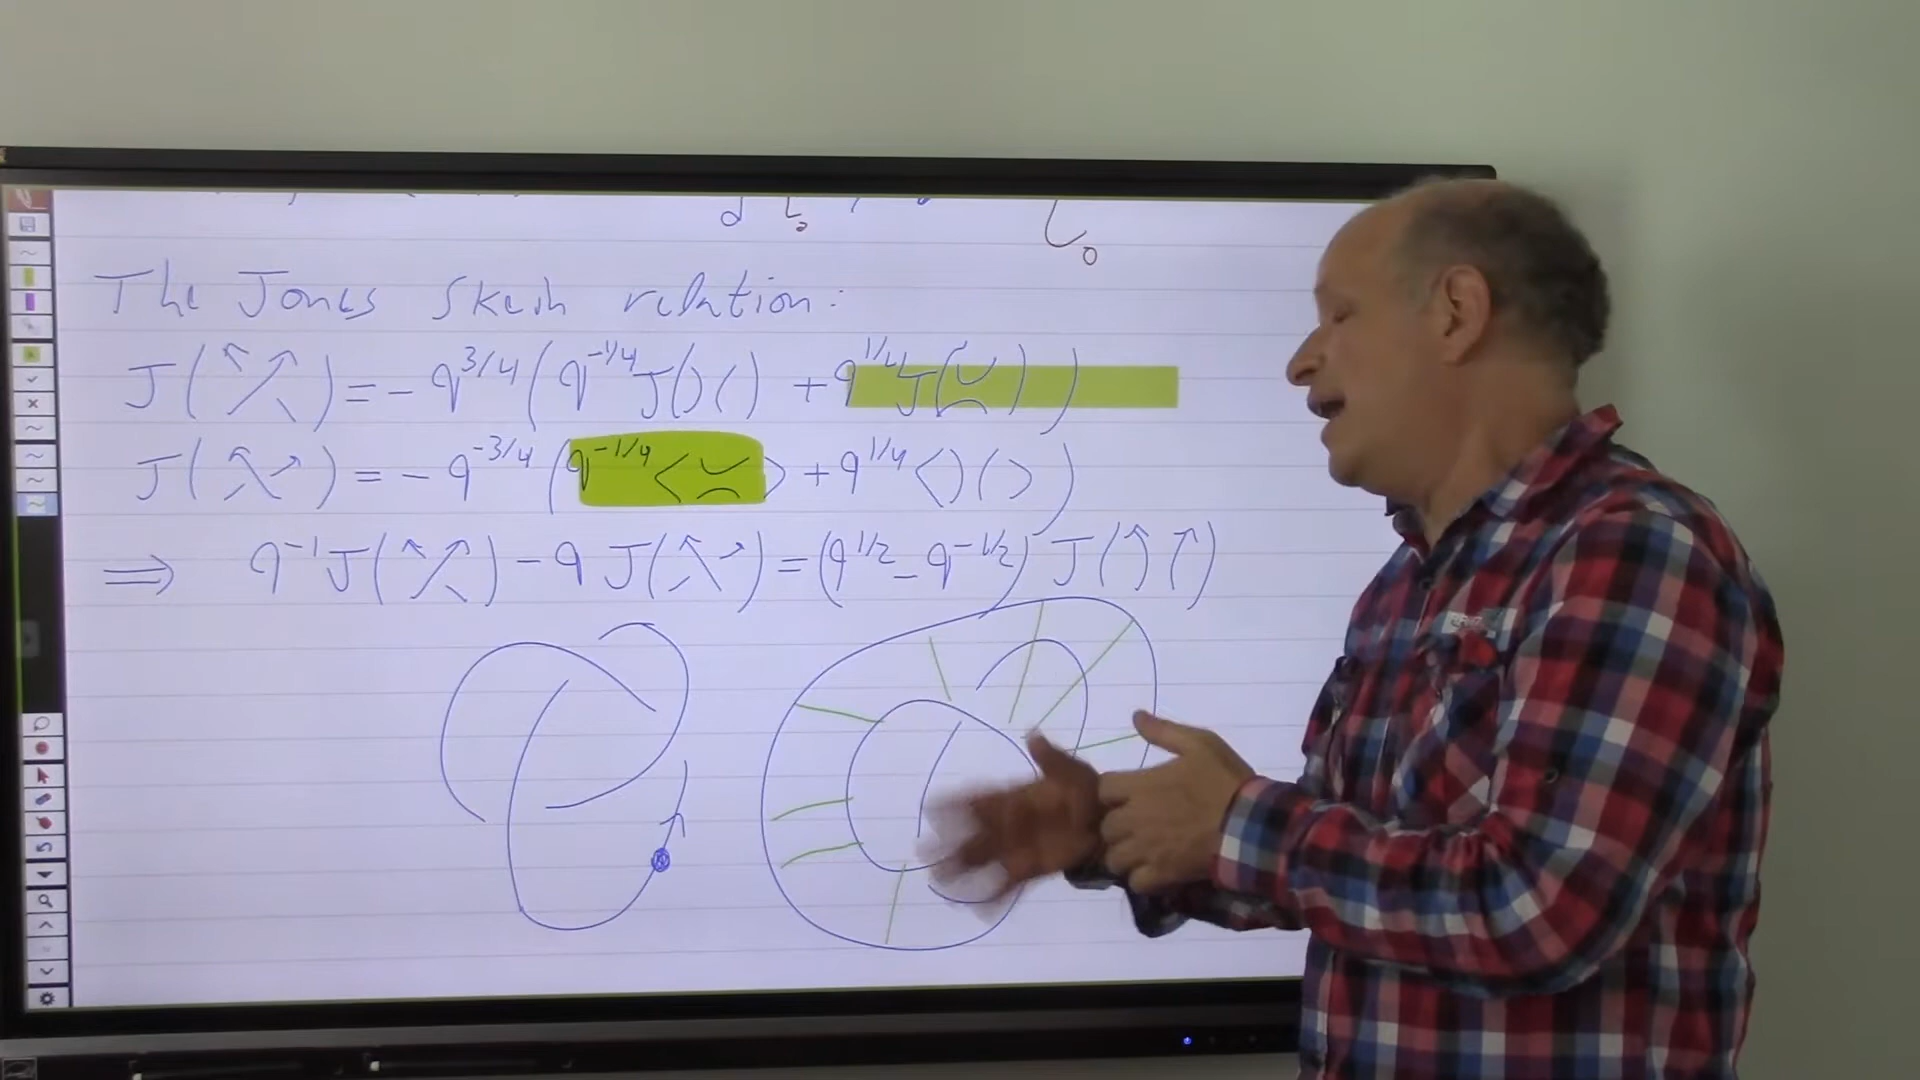 The Jones Skein relation:
J(↖↗) = - q^{3/4} ( q^{-1/4} J( )( ) + q^{1/4} J( ≍ ) )
J(↖↗) = - q^{-3/4} ( q^{-1/4} < ≍ > + q^{1/4} < )( > )
⟹ q^{-1} J(↖↗) - q J(↖↗) = (q^{1/2} - q^{-1/2}) J(↑↑)